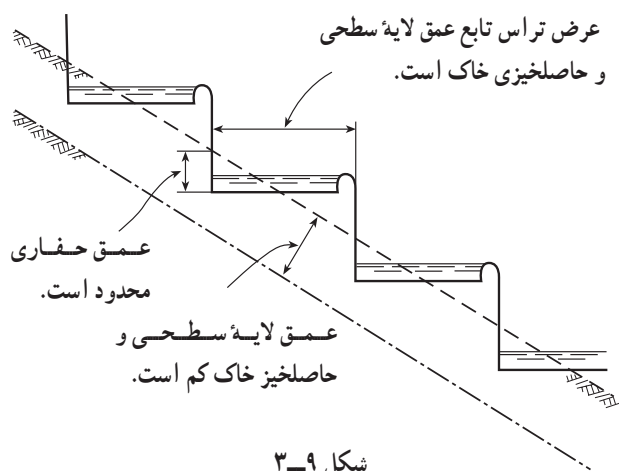 عرض تراس تابع عمق لایهٔ سطحی
و حاصلخیزی خاک است.
عمق حفاری
محدود است.
عمق لایهٔ سطحی و
حاصلخیز خاک کم است.
شکل ۹ــ۳